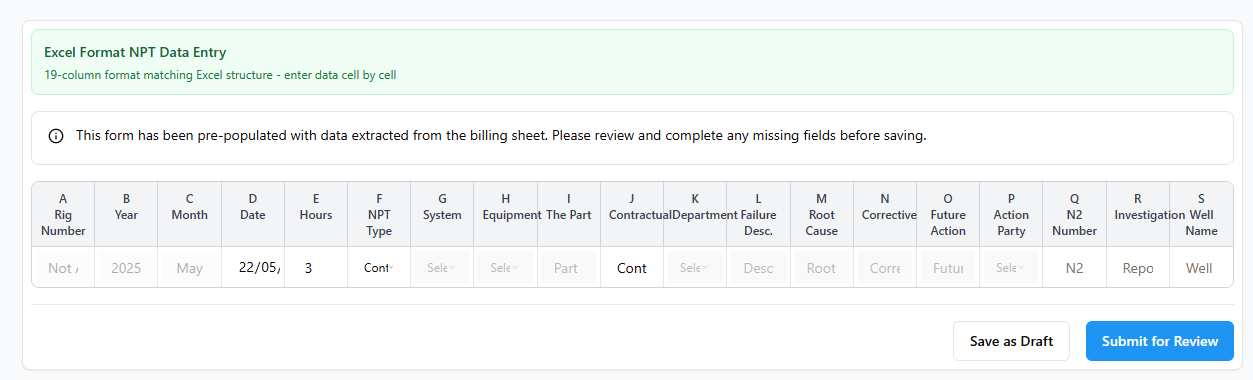 Excel Format NPT Data Entry
19-column format matching Excel structure - enter data cell by cell
This form has been pre-populated with data extracted from the billing sheet. Please review and complete any missing fields before saving.
A B C D E F G H I J K L M N O P Q R S
Rig Number Year Month Date Hours NPT Type System Equipment The Part Contractual Department Failure Desc. Root Cause Corrective Future Action Action Party N2 Number Investigation Well Name
Not 2025 May 22/05/ 3 Cont Sele Sele Part Cont Sele Desc Root Corre Futur Sele N2 Repo Well
Save as Draft Submit for Review